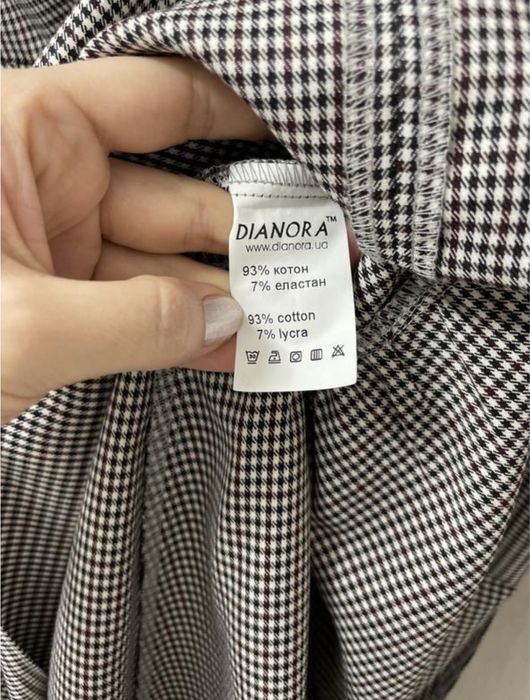 DIANORA™
www.dianora.ua
93% котон
7% еластан
93% cotton
7% lycra